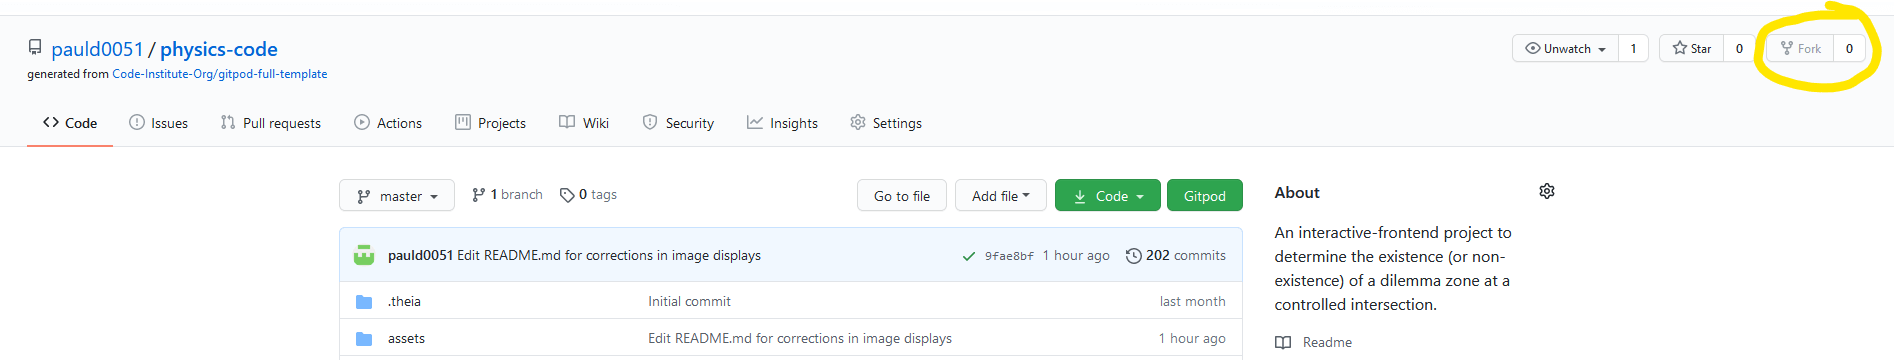 pauld0051 / physics-code
Unwatch 1 Star 0 Fork 0
generated from Code-Institute-Org/gitpod-full-template
Code Issues Pull requests Actions Projects Wiki Security Insights Settings
master 1 branch 0 tags Go to file Add file Code Gitpod
About
An interactive-frontend project to
determine the existence (or non-
existence) of a dilemma zone at a
controlled intersection.
Readme
pauld0051 Edit README.md for corrections in image displays 9fae8bf 1 hour ago 202 commits
.theia Initial commit last month
assets Edit README.md for corrections in image displays 1 hour ago